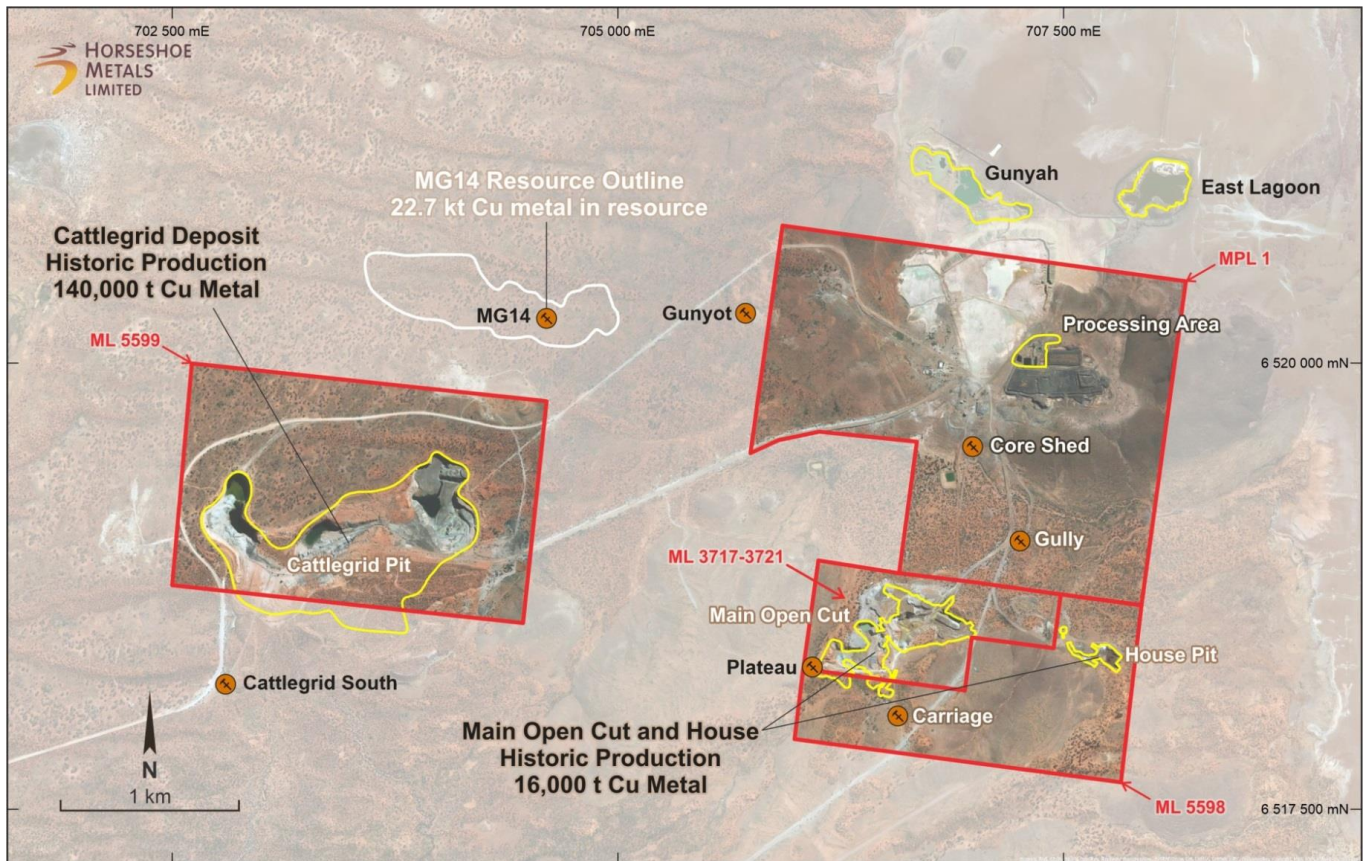 702 500 mE
705 000 mE
707 500 mE
HORSESHOE
METALS
LIMITED
Gunyah
East Lagoon
MG14 Resource Outline
22.7 kt Cu metal in resource
Cattlegrid Deposit
Historic Production
140,000 t Cu Metal
MPL 1
MG14
Gunyot
Processing Area
ML 5599
6 520 000 mN
Core Shed
Gully
ML 3717-3721
Cattlegrid Pit
Main Open Cut
House Pit
Plateau
Cattlegrid South
Carriage
Main Open Cut and House
Historic Production
16,000 t Cu Metal
N
1 km
ML 5598
6 517 500 mN